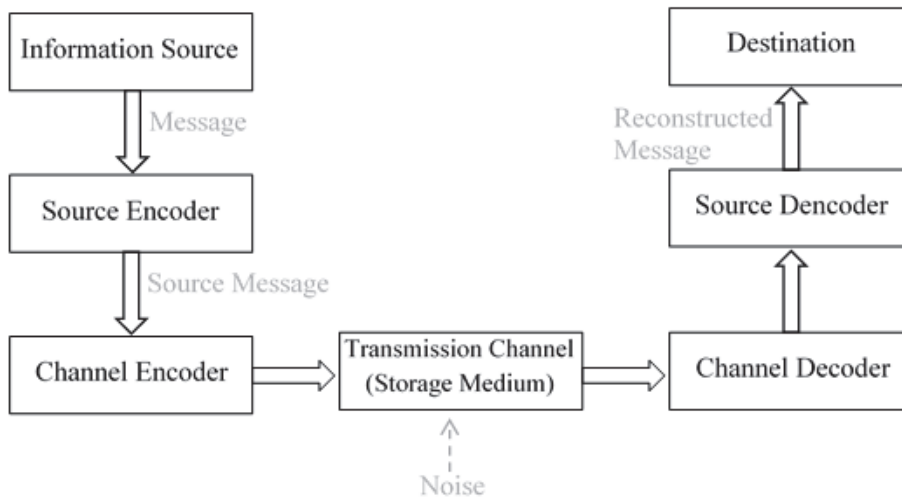 Information Source
Message
Source Encoder
Source Message
Channel Encoder
Transmission Channel
(Storage Medium)
Noise
Channel Decoder
Source Dencoder
Reconstructed
Message
Destination